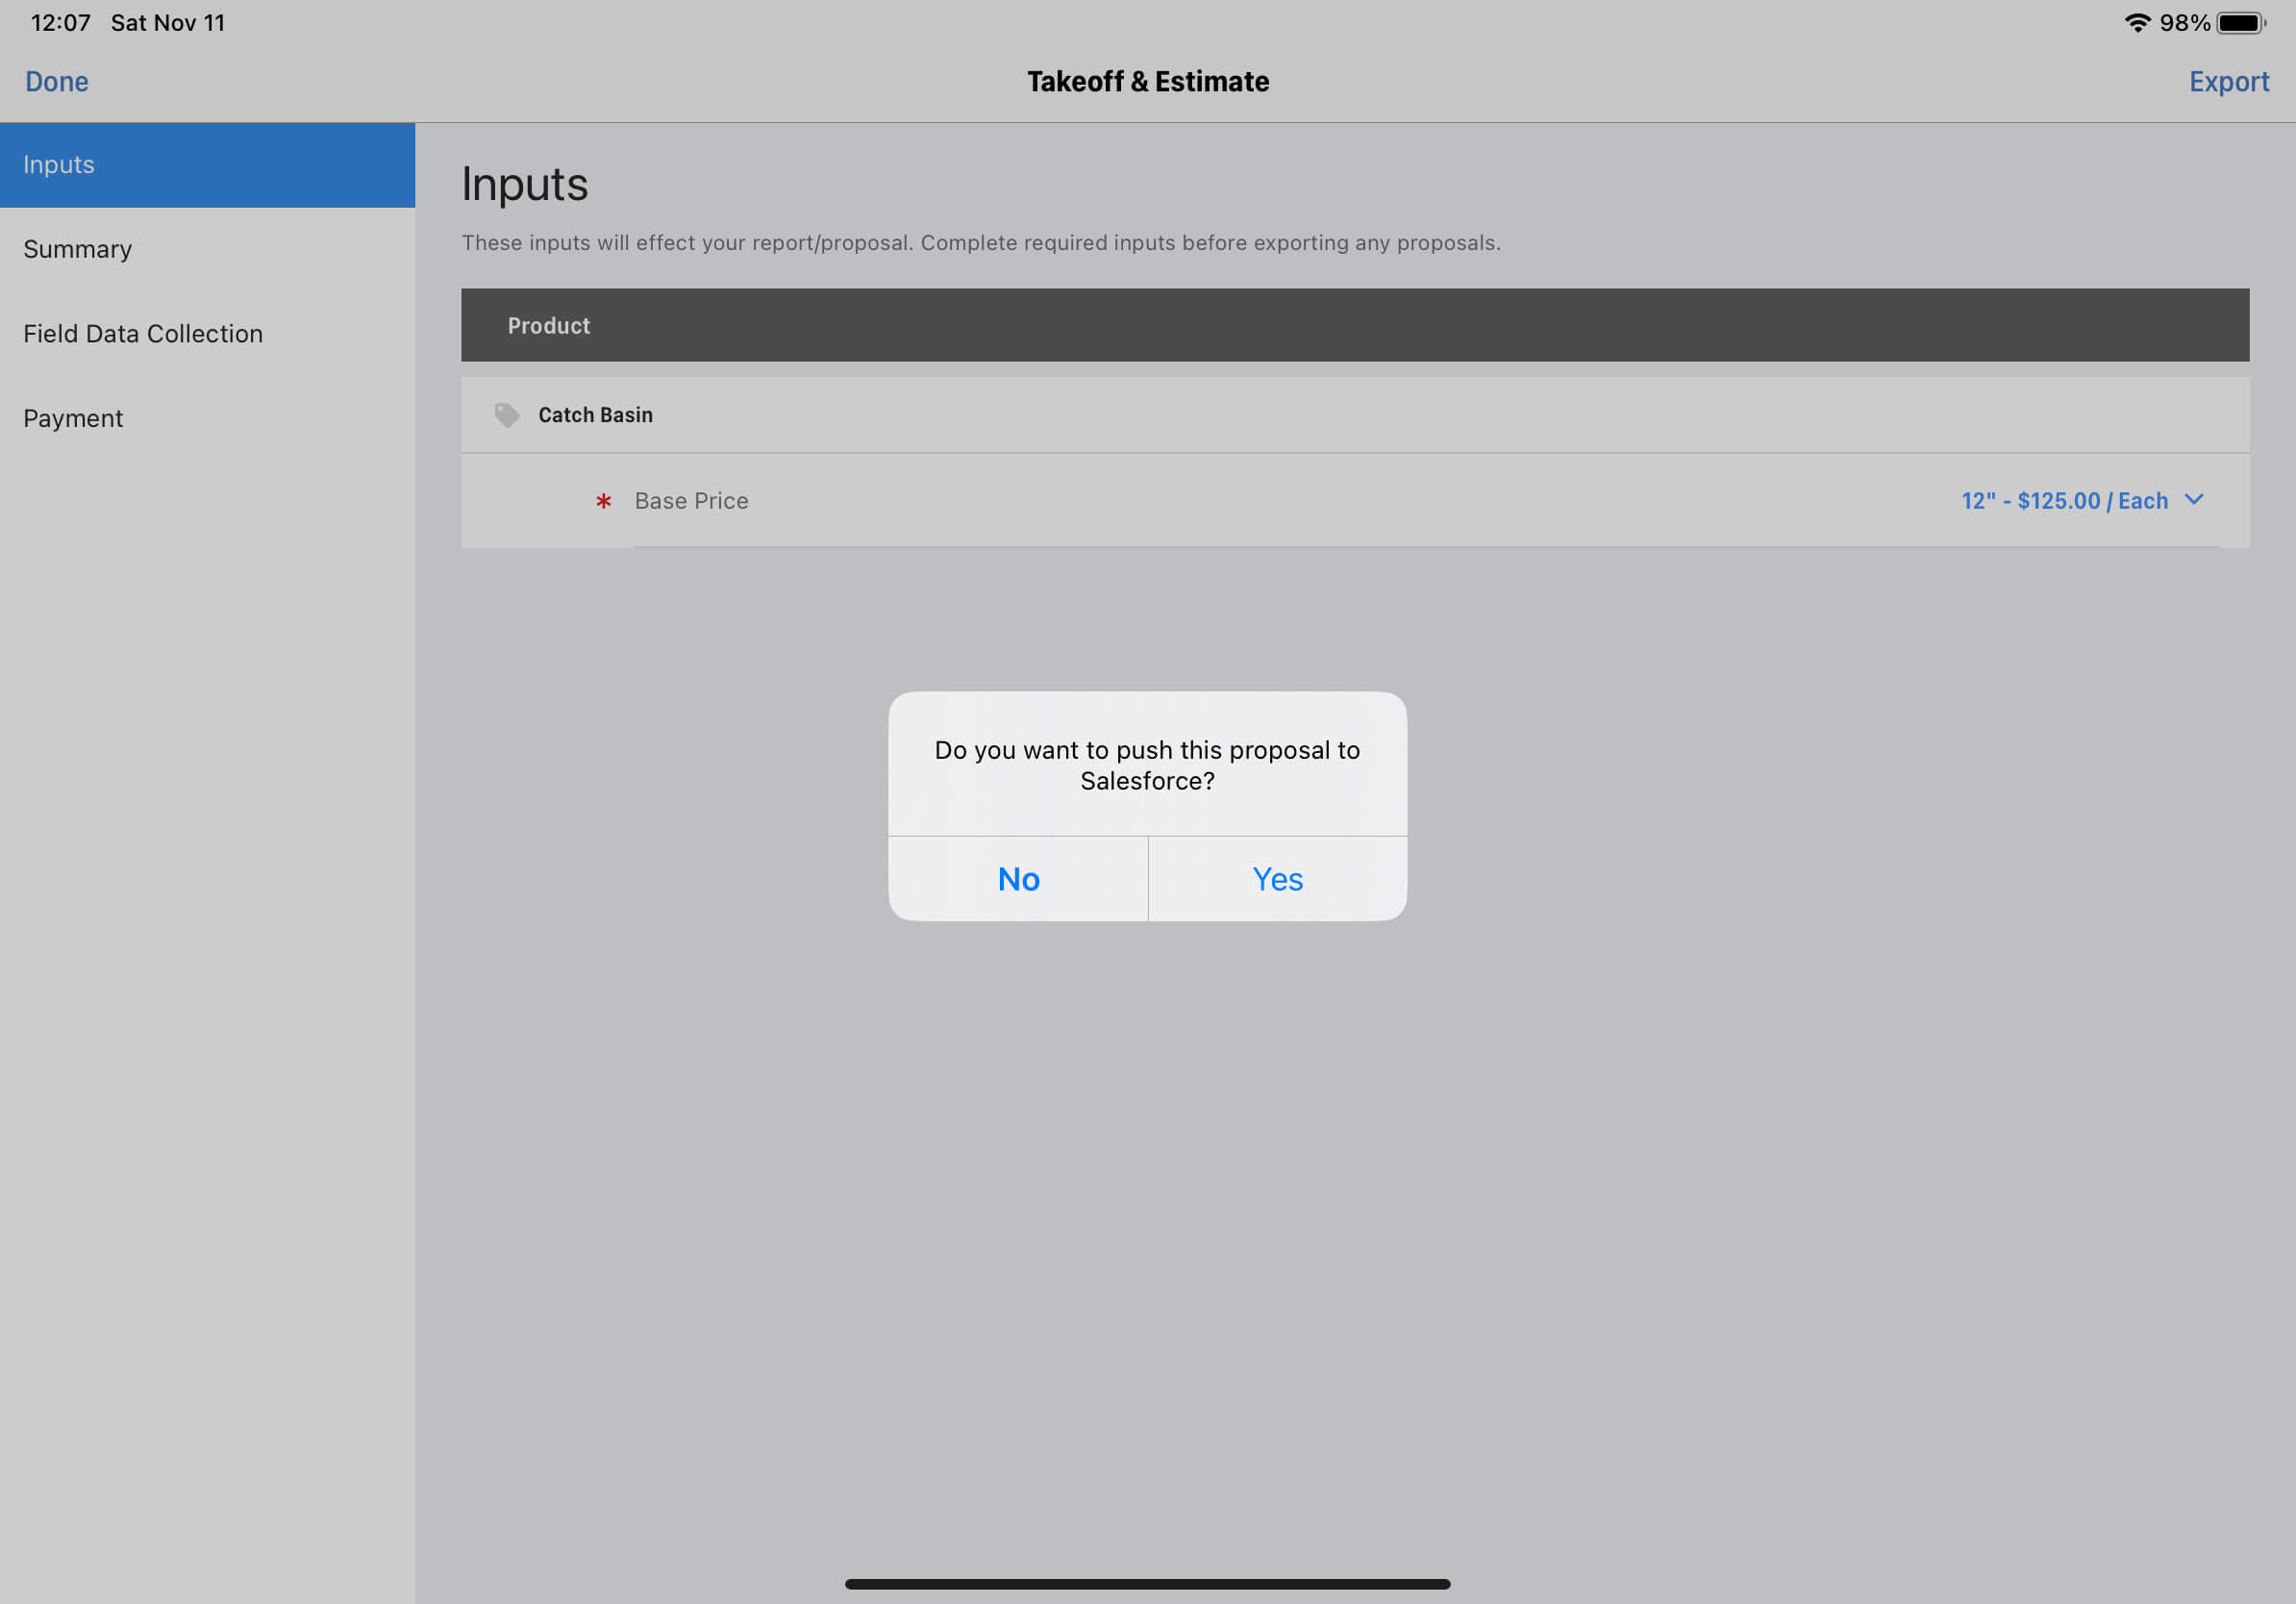 12:07 Sat Nov 11
98%
Done
Takeoff & Estimate
Export
Inputs
Summary
Field Data Collection
Payment
Inputs
These inputs will effect your report/proposal. Complete required inputs before exporting any proposals.
Product
Catch Basin
* Base Price
12" - $125.00 / Each
Do you want to push this proposal to
Salesforce?
No
Yes